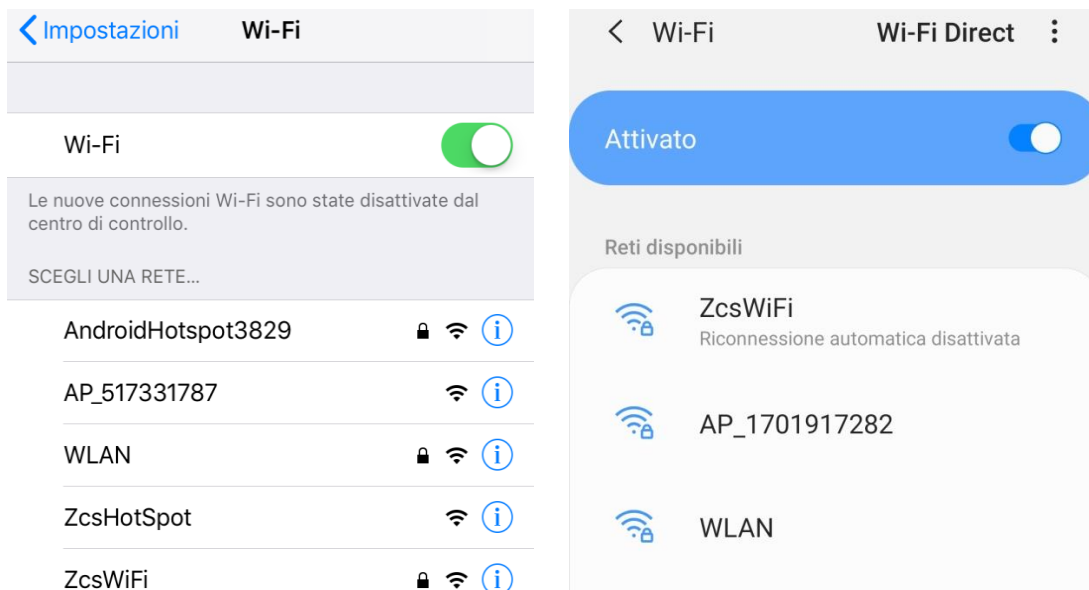 Impostazioni Wi-Fi
Wi-Fi
Le nuove connessioni Wi-Fi sono state disattivate dal
centro di controllo.
SCEGLI UNA RETE...
AndroidHotspot3829
AP_517331787
WLAN
ZcsHotSpot
ZcsWiFi
Wi-Fi Wi-Fi Direct
Attivato
Reti disponibili
ZcsWiFi
Riconnessione automatica disattivata
AP_1701917282
WLAN